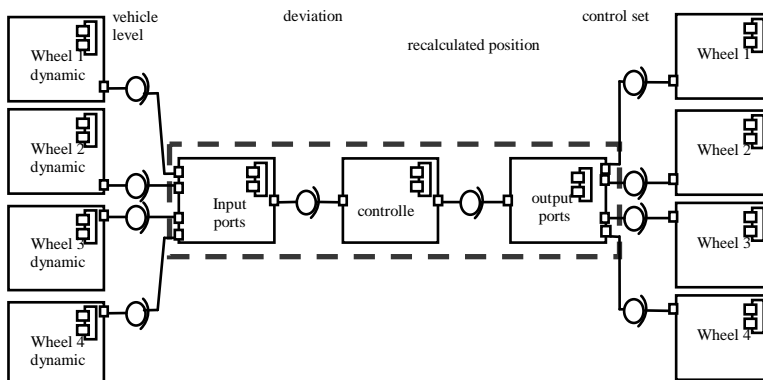 vehicle
level
deviation
recalculated position
control set
Wheel 1
dynamic
Wheel 2
dynamic
Wheel 3
dynamic
Wheel 4
dynamic
Input
ports
controlle
output
ports
Wheel 1
Wheel 2
Wheel 3
Wheel 4